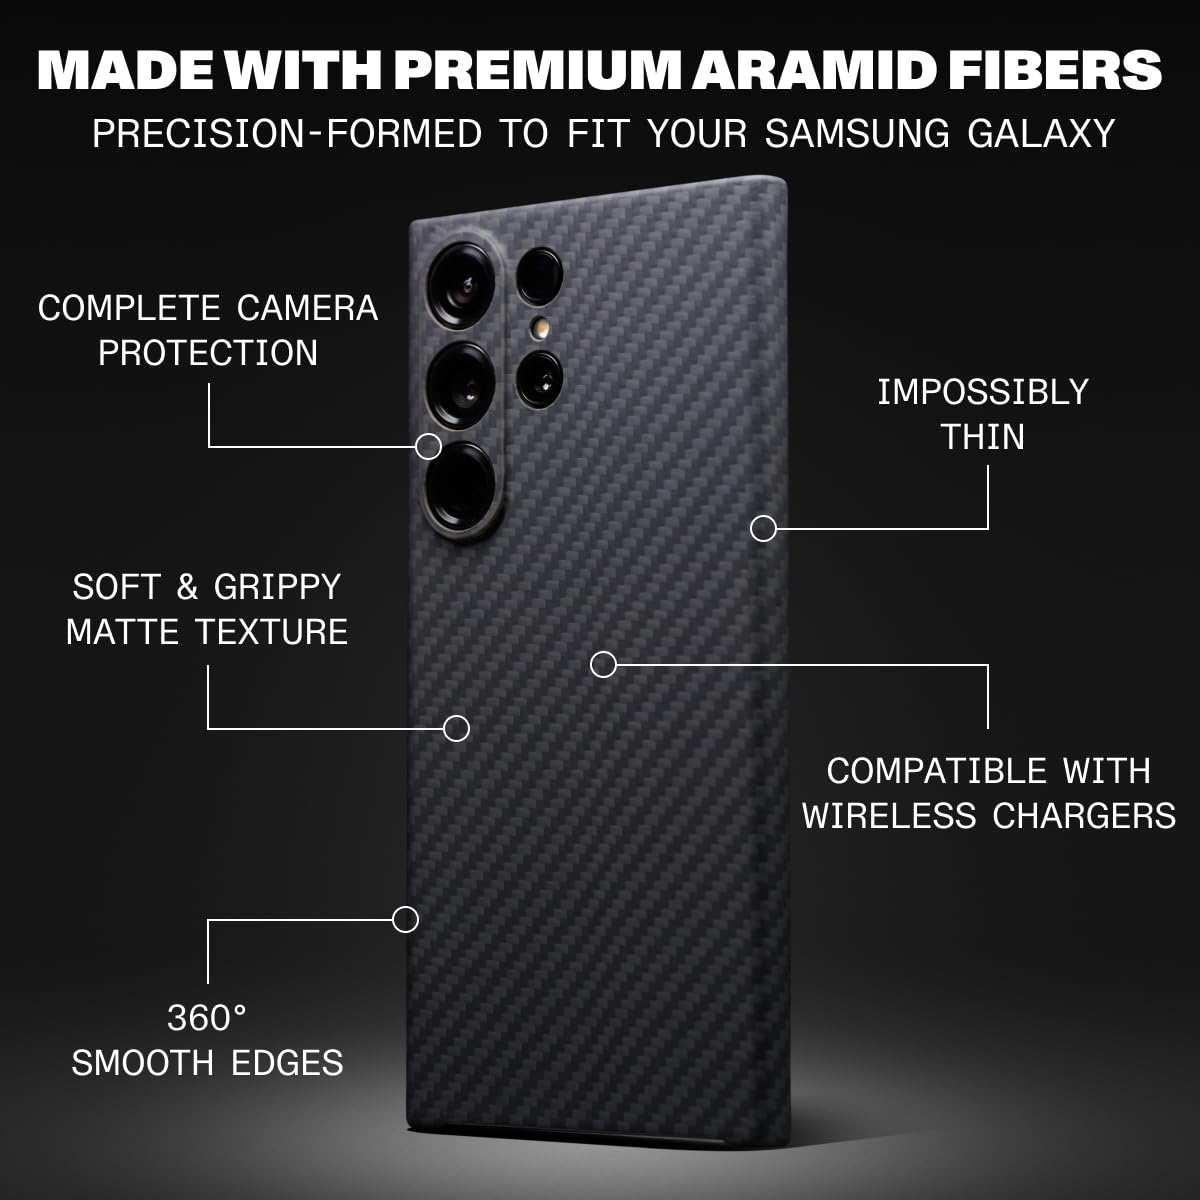 MADE WITH PREMIUM ARAMID FIBERS
PRECISION-FORMED TO FIT YOUR SAMSUNG GALAXY
COMPLETE CAMERA
PROTECTION
IMPOSSIBLY
THIN
SOFT & GRIPPY
MATTE TEXTURE
COMPATIBLE WITH
WIRELESS CHARGERS
360°
SMOOTH EDGES